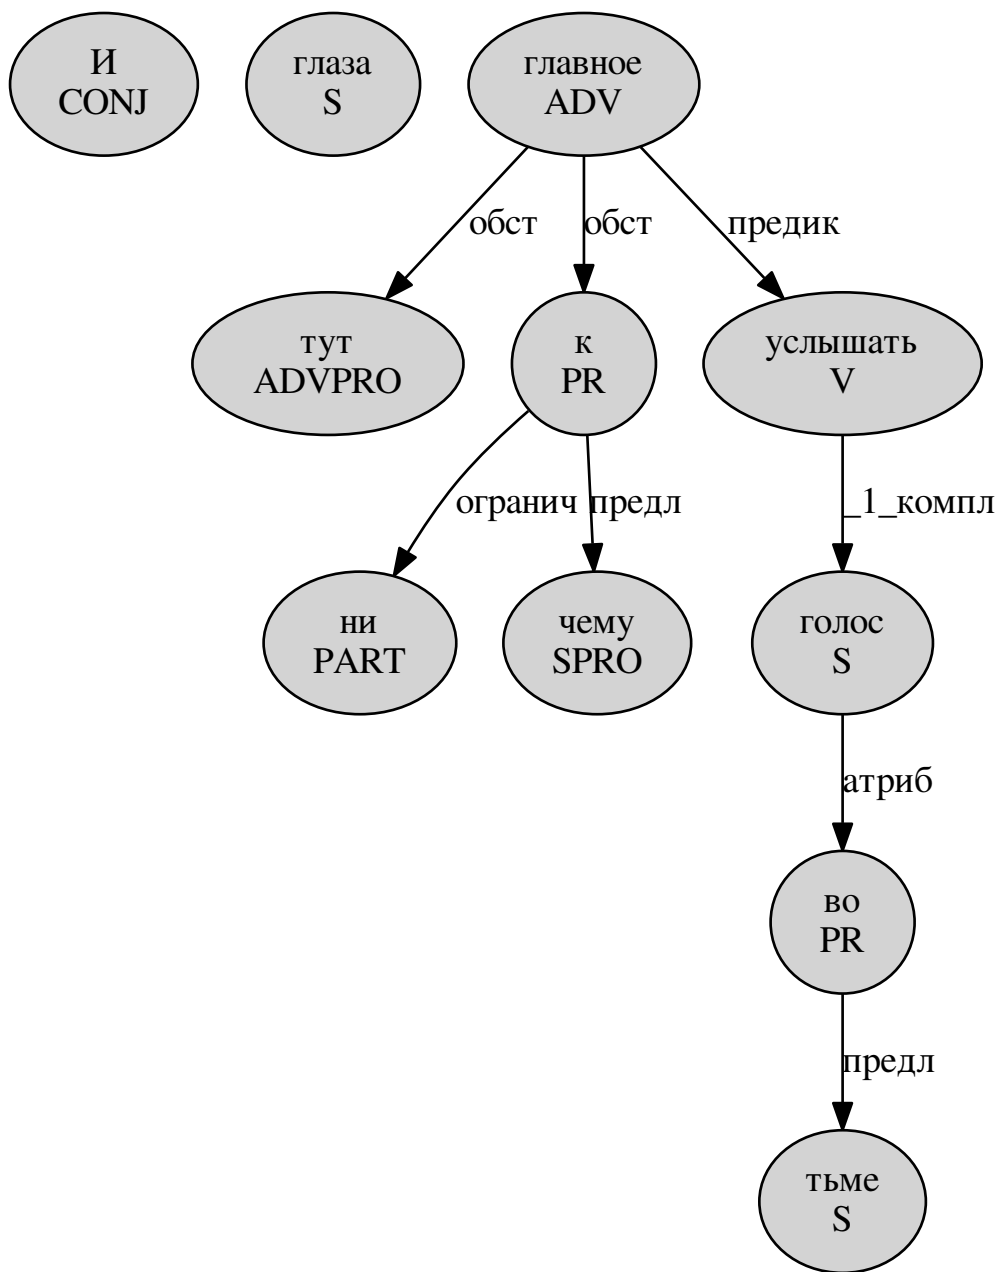 И
CONJ
глаза
S
главное
ADV
обст
обст
предик
тут
ADVPRO
к
PR
услышать
V
огранич
предл
_1_компл
ни
PART
чему
SPRO
голос
S
атриб
во
PR
предл
тьме
S